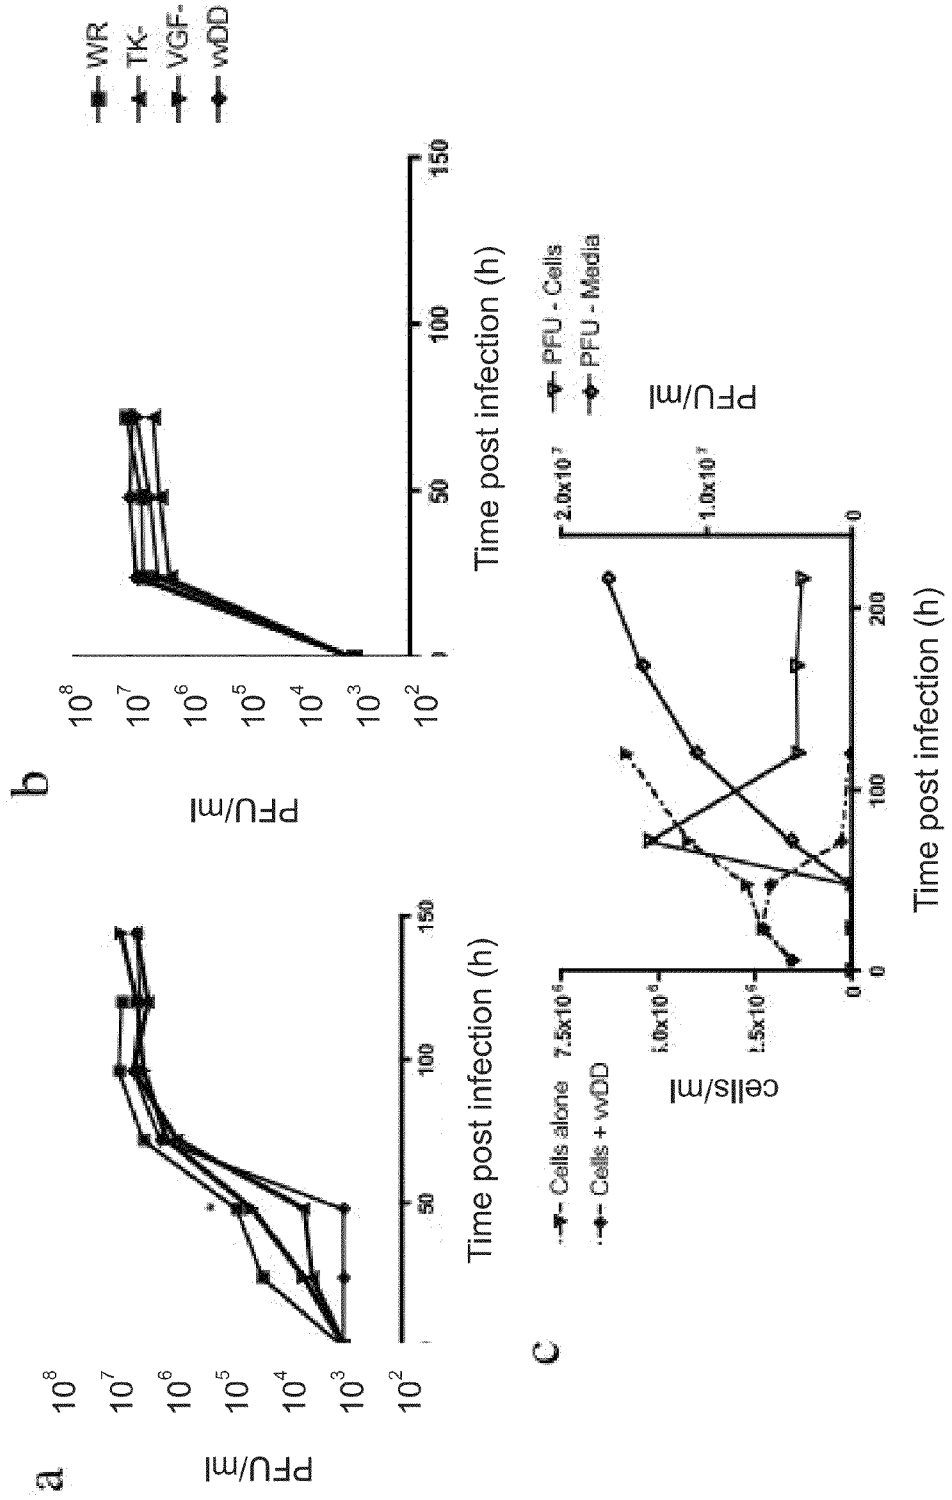 a
PFU/ml
10⁸
10⁷
10⁶
10⁵
10⁴
10³
10²
50
100
150
Time post infection (h)
b
PFU/ml
10⁸
10⁷
10⁶
10⁵
10⁴
10³
10²
50
100
150
Time post infection (h)
WR
TK-
VGF-
vvDD
c
Cells alone
Cells + vvDD
cells/ml
7.5x10⁶
.0x10⁶
.5x10⁶
0
0
100
200
Time post infection (h)
2.0x10⁷
1.0x10⁷
0
PFU/ml
PFU - Cells
PFU - Media